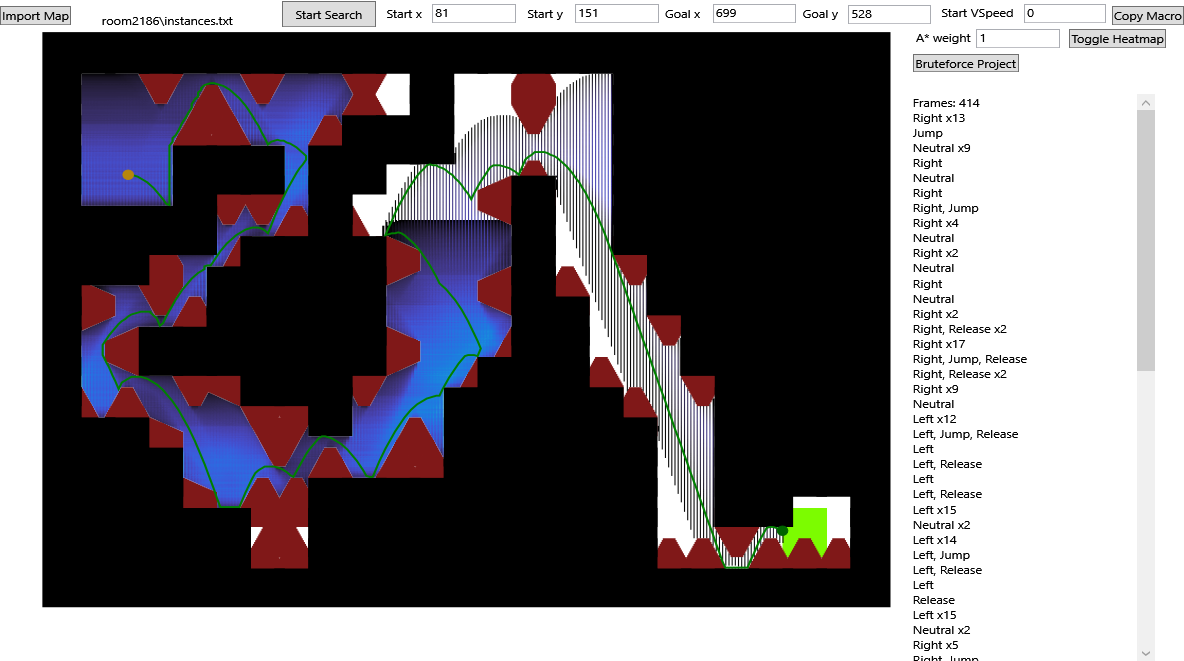 Import Map
room2186\instances.txt
Start Search
Start x 81
Start y 151
Goal x 699
Goal y 528
Start VSpeed 0
Copy Macro
A* weight 1
Toggle Heatmap
Bruteforce Project
Frames: 414
Right x13
Jump
Neutral x9
Right
Neutral
Right
Right, Jump
Right x4
Neutral
Right x2
Neutral
Right
Neutral
Right x2
Right, Release x2
Right x17
Right, Jump, Release
Right, Release x2
Right x9
Neutral
Left x12
Left, Jump, Release
Left
Left, Release
Left
Left, Release
Left x15
Neutral x2
Left x14
Left, Jump
Left, Release
Left
Release
Left x15
Neutral x2
Right x5
Right, Jump